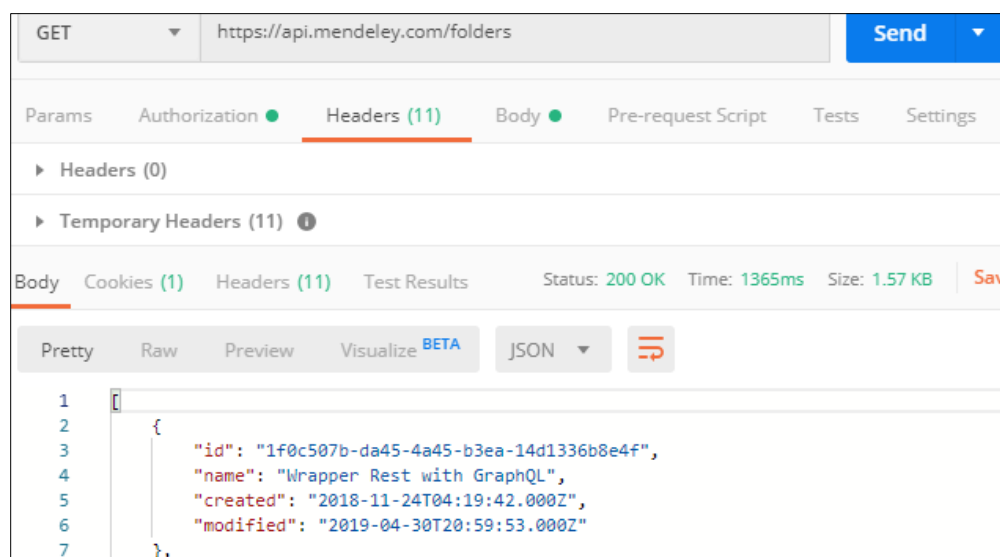 GET https://api.mendeley.com/folders Send
Params Authorization Headers (11) Body Pre-request Script Tests Settings
Headers (0)
Temporary Headers (11)
Body Cookies (1) Headers (11) Test Results Status: 200 OK Time: 1365ms Size: 1.57 KB Sav
Pretty Raw Preview Visualize BETA JSON
1 [
2 {
3 "id": "1f0c507b-da45-4a45-b3ea-14d1336b8e4f",
4 "name": "Wrapper Rest with GraphQL",
5 "created": "2018-11-24T04:19:42.000Z",
6 "modified": "2019-04-30T20:59:53.000Z"
7 },